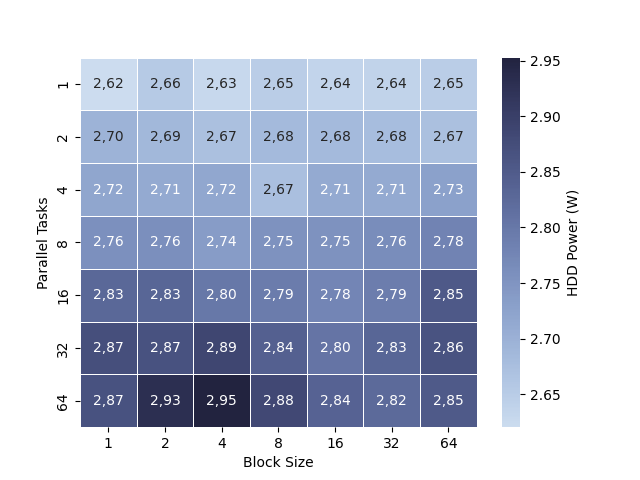 1 2,62 2,66 2,63 2,65 2,64 2,64 2,65
2 2,70 2,69 2,67 2,68 2,68 2,68 2,67
4 2,72 2,71 2,72 2,67 2,71 2,71 2,73
8 2,76 2,76 2,74 2,75 2,75 2,76 2,78
16 2,83 2,83 2,80 2,79 2,78 2,79 2,85
32 2,87 2,87 2,89 2,84 2,80 2,83 2,86
64 2,87 2,93 2,95 2,88 2,84 2,82 2,85
1 2 4 8 16 32 64
Block Size
Parallel Tasks
2.95
2.90
2.85
2.80
2.75
2.70
2.65
HDD Power (W)